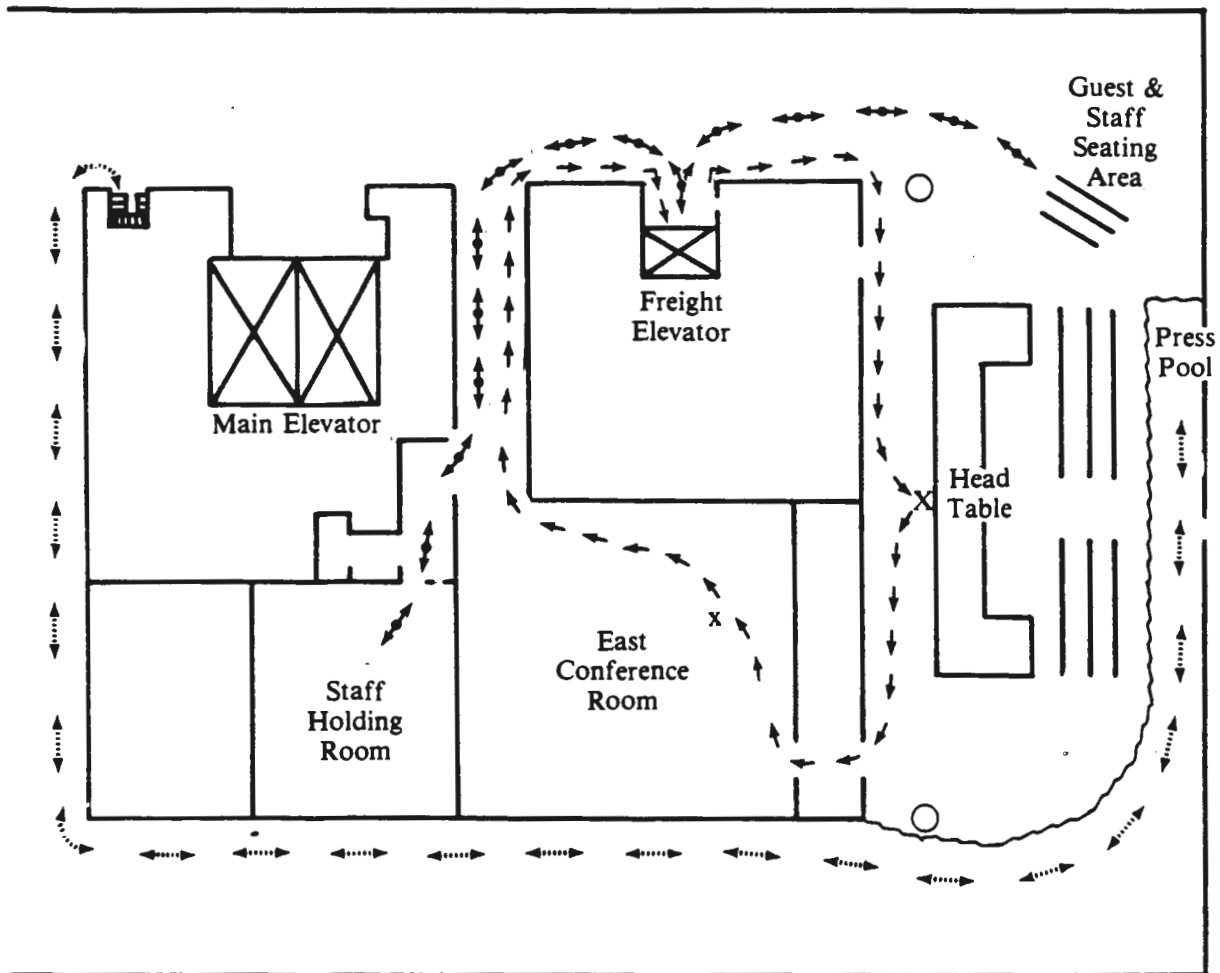 Guest &
Staff
Seating
Area
Freight
Elevator
Press
Pool
Main Elevator
Head
Table
X
x
East
Conference
Room
Staff
Holding
Room